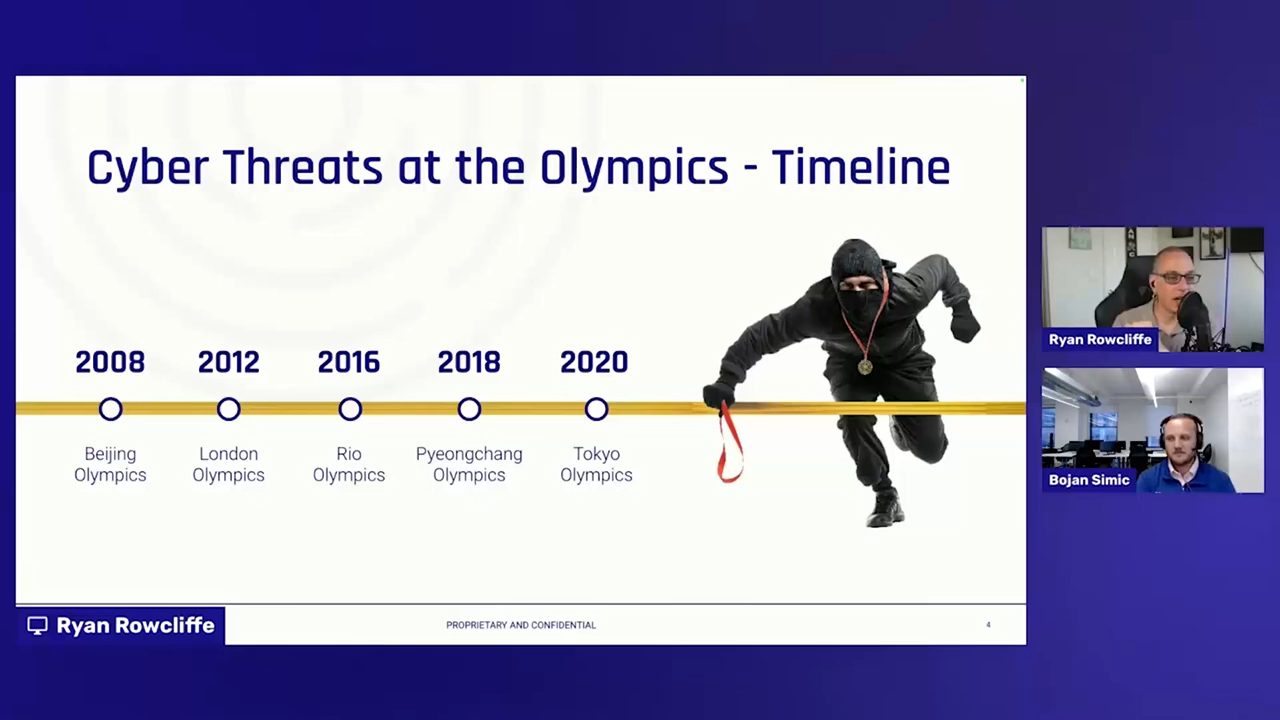 Cyber Threats at the Olympics - Timeline
2008
2012
2016
2018
2020
Beijing
Olympics
London
Olympics
Rio
Olympics
Pyeongchang
Olympics
Tokyo
Olympics
Ryan Rowcliffe
PROPRIETARY AND CONFIDENTIAL
4
Ryan Rowcliffe
Bojan Simic